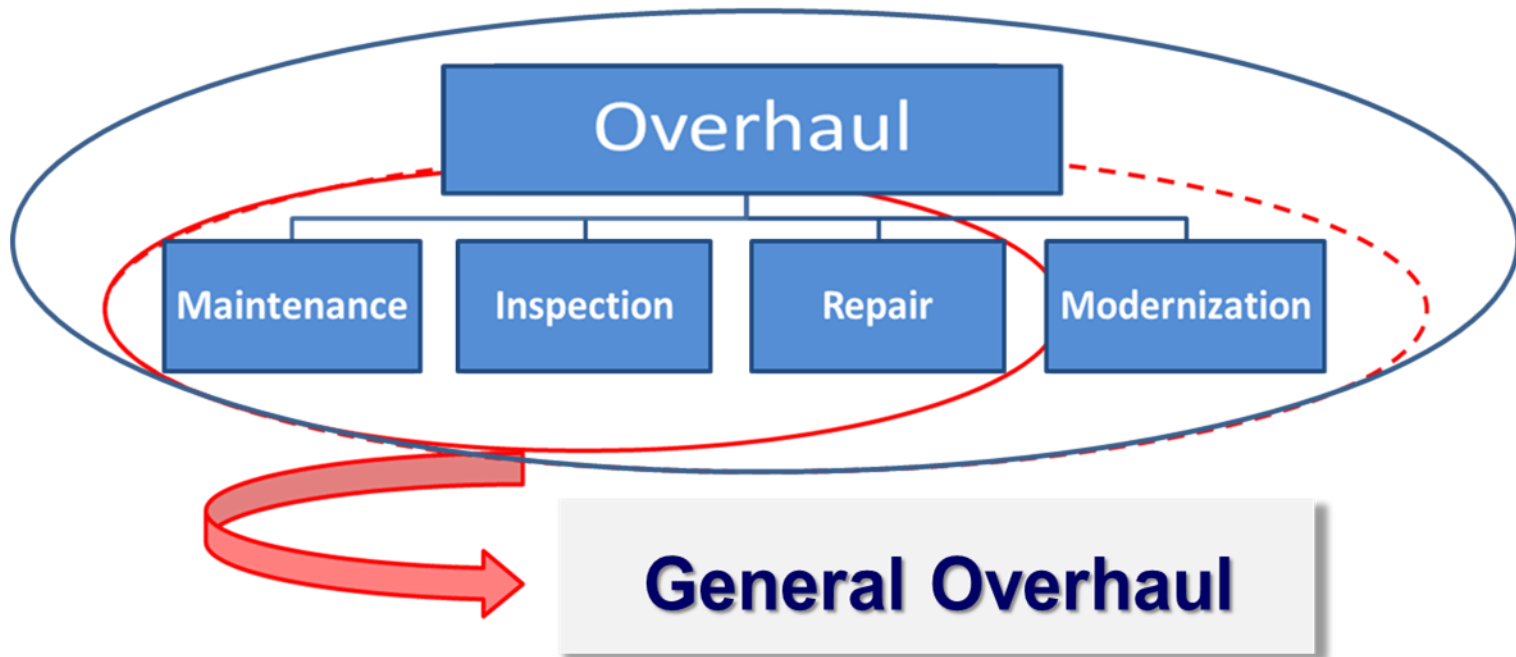 Overhaul
Maintenance
Inspection
Repair
Modernization
General Overhaul